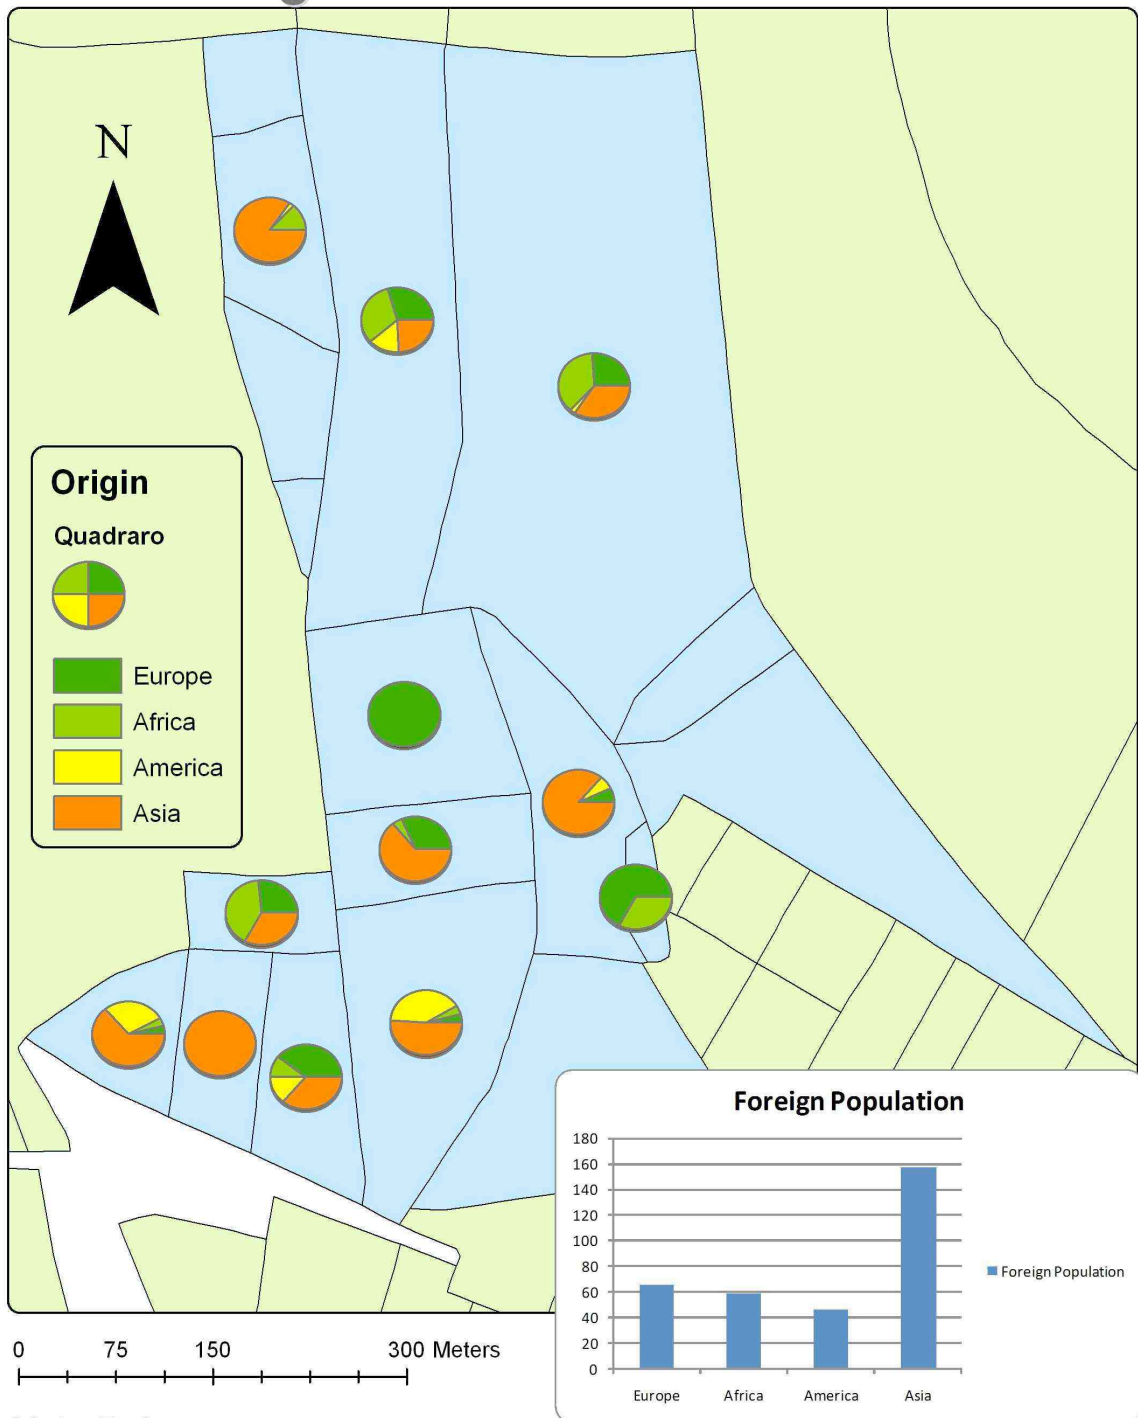 N
Origin
Quadraro
Europe
Africa
America
Asia
Foreign Population
180
160
140
120
100
80
60
40
20
0
Foreign Population
Europe Africa America Asia
0 75 150 300 Meters